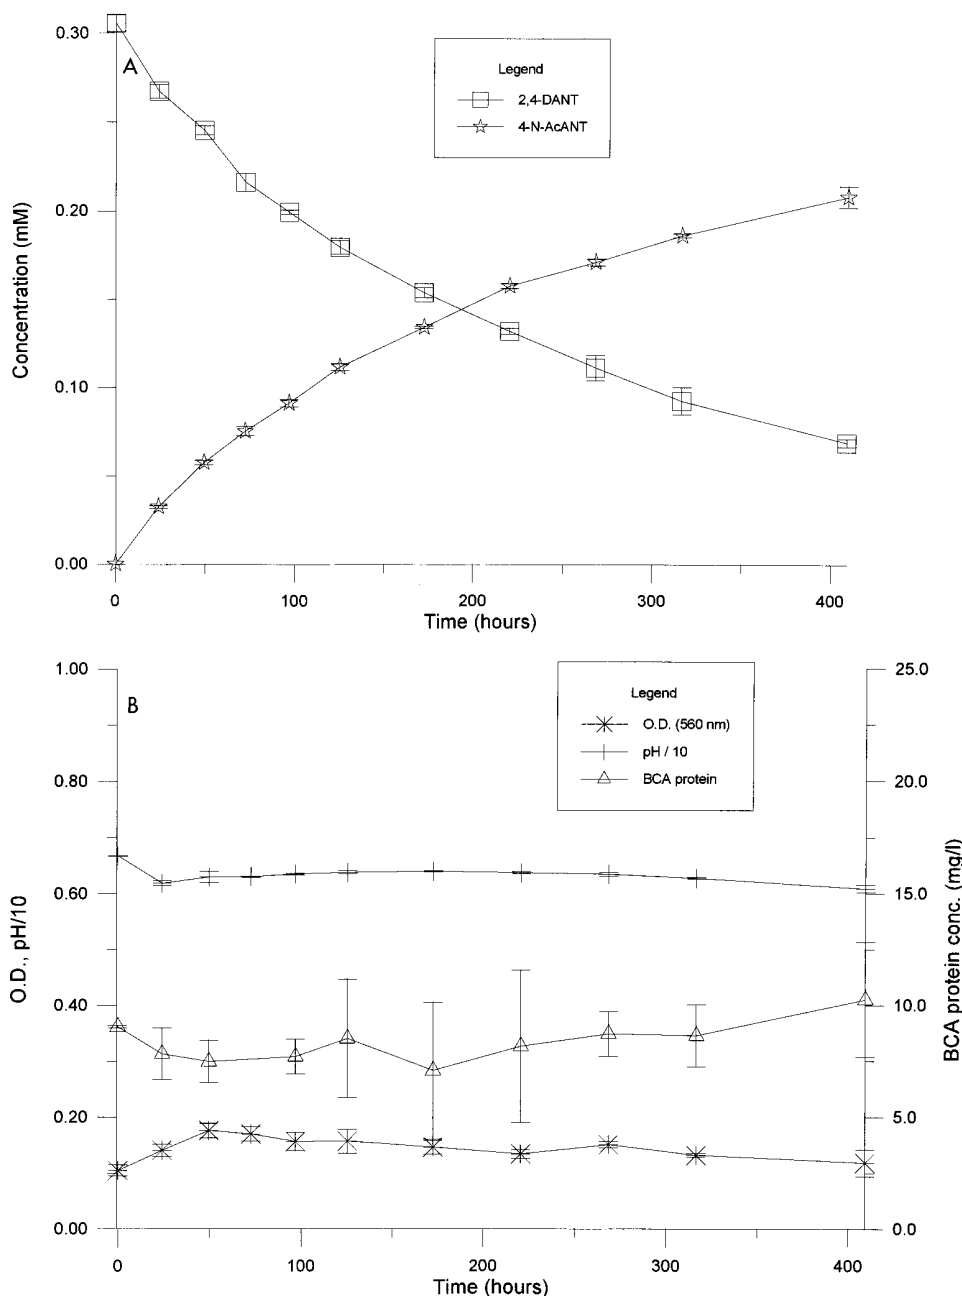 A
Legend
2,4-DANT
4-N-AcANT
0.30
0.20
0.10
0.00
Concentration (mM)
0
100
200
300
400
Time (hours)
B
Legend
O.D. (560 nm)
pH / 10
BCA protein
1.00
0.80
0.60
0.40
0.20
0.00
O.D., pH/10
25.0
20.0
15.0
10.0
5.0
0.0
BCA protein conc. (mg/l)
0
100
200
300
400
Time (hours)